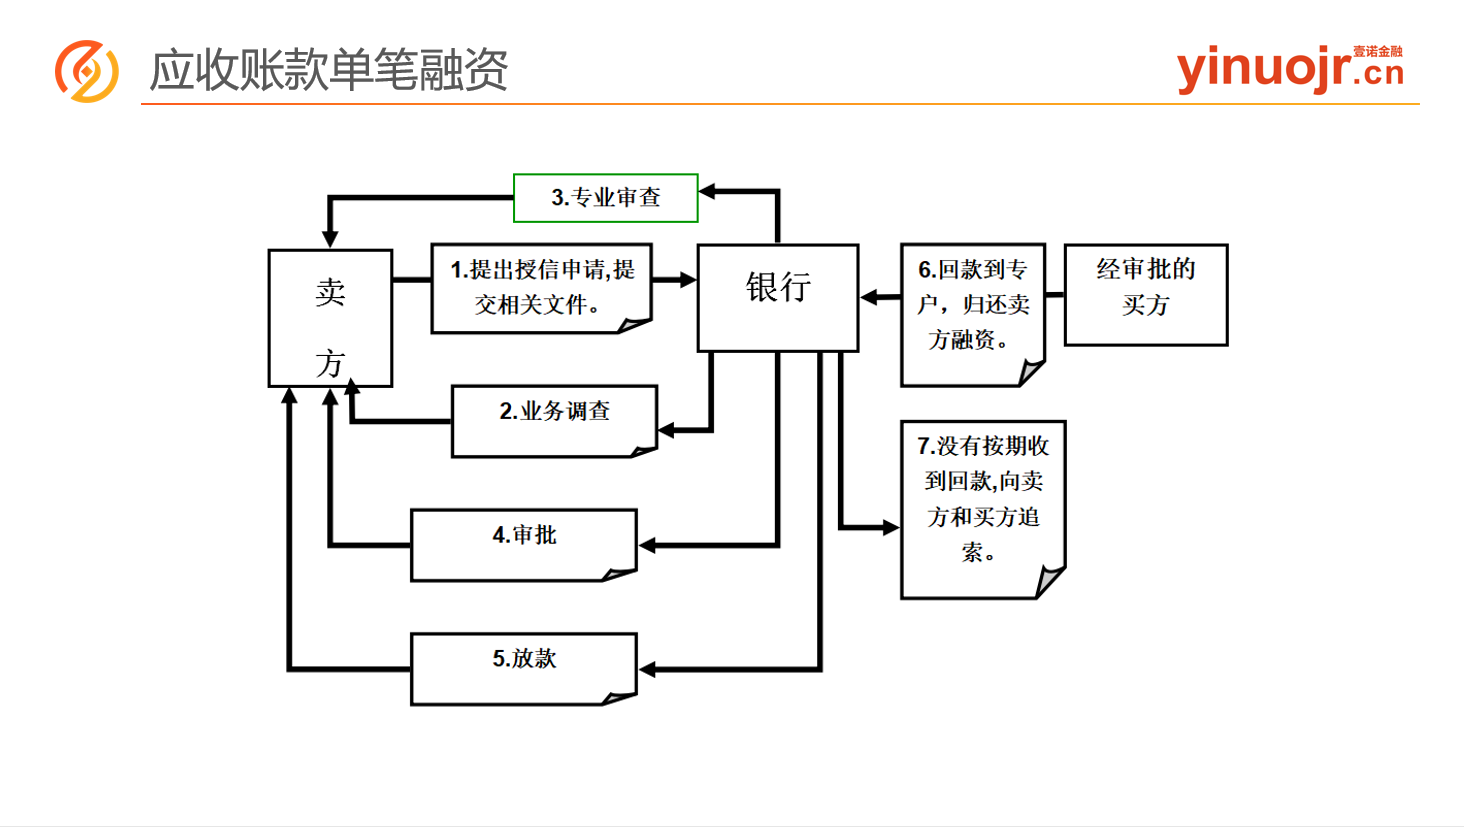 应收账款单笔融资
yinuojr.cn
壹诺金融
3.专业审查
卖
方
1.提出授信申请,提
交相关文件。
银行
6.回款到专
户，归还卖
方融资。
经审批的
买方
2.业务调查
7.没有按期收
到回款,向卖
方和买方追
索。
4.审批
5.放款